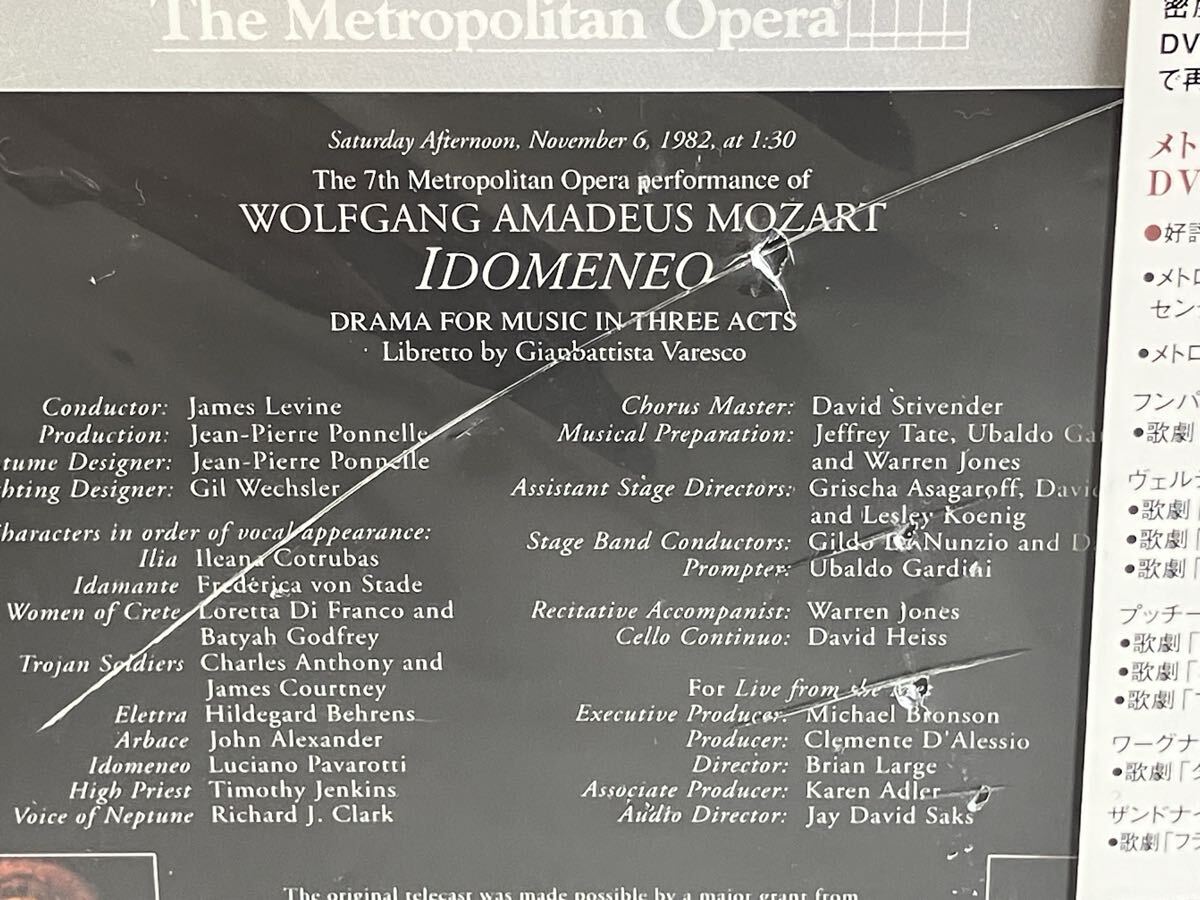 The Metropolitan Opera
Saturday Afternoon, November 6, 1982, at 1:30
The 7th Metropolitan Opera performance of
WOLFGANG AMADEUS MOZART
IDOMENEO
DRAMA FOR MUSIC IN THREE ACTS
Libretto by Gianbattista Varesco
Conductor: James Levine
Production: Jean-Pierre Ponnelle
tume Designer: Jean-Pierre Ponnelle
hting Designer: Gil Wechsler
Characters in order of vocal appearance:
Ilia Ileana Cotrubas
Idamante Frederica von Stade
Women of Crete Loretta Di Franco and
Batyah Godfrey
Trojan Soldiers Charles Anthony and
James Courtney
Elettra Hildegard Behrens
Arbace John Alexander
Idomeneo Luciano Pavarotti
High Priest Timothy Jenkins
Voice of Neptune Richard J. Clark
Chorus Master: David Stivender
Musical Preparation: Jeffrey Tate, Ubaldo Ga
and Warren Jones
Assistant Stage Directors: Grischa Asagaroff, Davi
and Lesley Koenig
Stage Band Conductors: Gildo Di Nunzio and D
Prompter: Ubaldo Gardini
Recitative Accompanist: Warren Jones
Cello Continuo: David Heiss
For Live from the Met
Executive Producer: Michael Bronson
Producer: Clemente D'Alessio
Director: Brian Large
Associate Producer: Karen Adler
Audio Director: Jay David Saks
The original telecast was made possible by a major grant from
DV
で再
メト
DV
●好評
•メトロ
セン
•メトロ
フンパ
•歌劇
ヴェル
•歌劇「
•歌劇「
•歌劇「
プッチー
•歌劇「
•歌劇「
•歌劇「
ワーグナ
•歌劇「
ザンドナイ
•歌劇「フラ